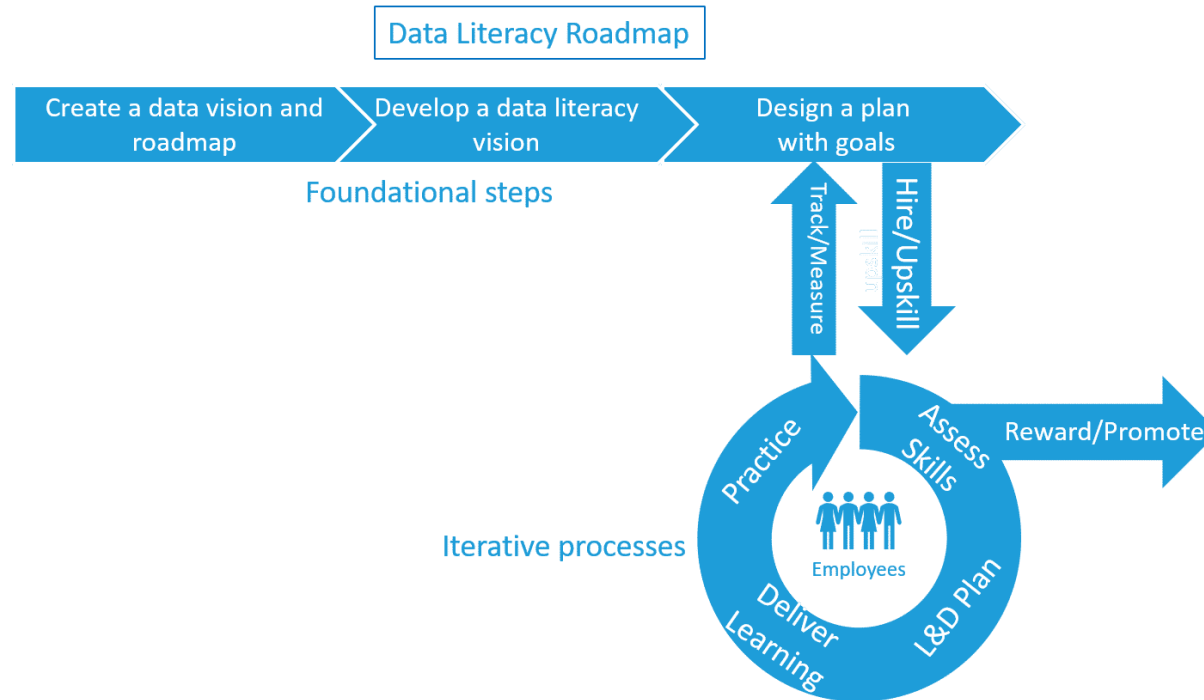 Data Literacy Roadmap
Create a data vision and
roadmap
Develop a data literacy
vision
Design a plan
with goals
Foundational steps
Track/Measure
upskill
Hire/Upskill
Assess
Skills
Reward/Promote
Practice
Iterative processes
Employees
Deliver
Learning
L&D Plan